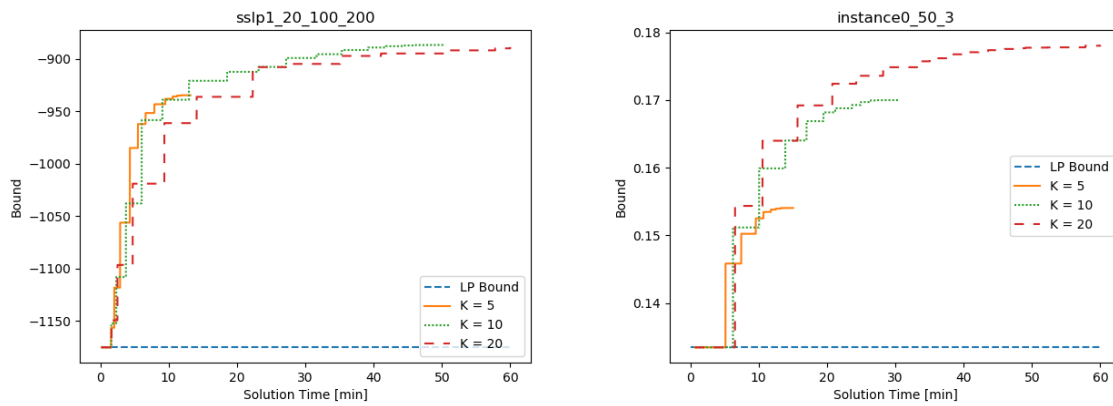 sslp1_20_100_200
Bound
−900
−950
−1000
−1050
−1100
−1150
0
10
20
30
40
50
60
Solution Time [min]
LP Bound
K = 5
K = 10
K = 20
instance0_50_3
Bound
0.18
0.17
0.16
0.15
0.14
0
10
20
30
40
50
60
Solution Time [min]
LP Bound
K = 5
K = 10
K = 20